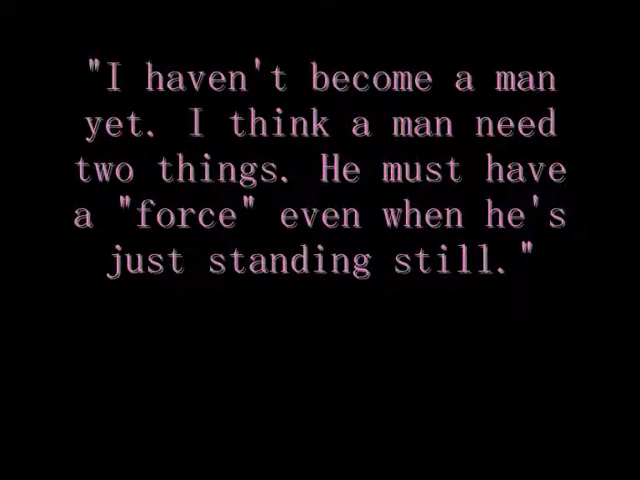 "I haven't become a man
yet. I think a man need
two things. He must have
a "force" even when he's
just standing still."